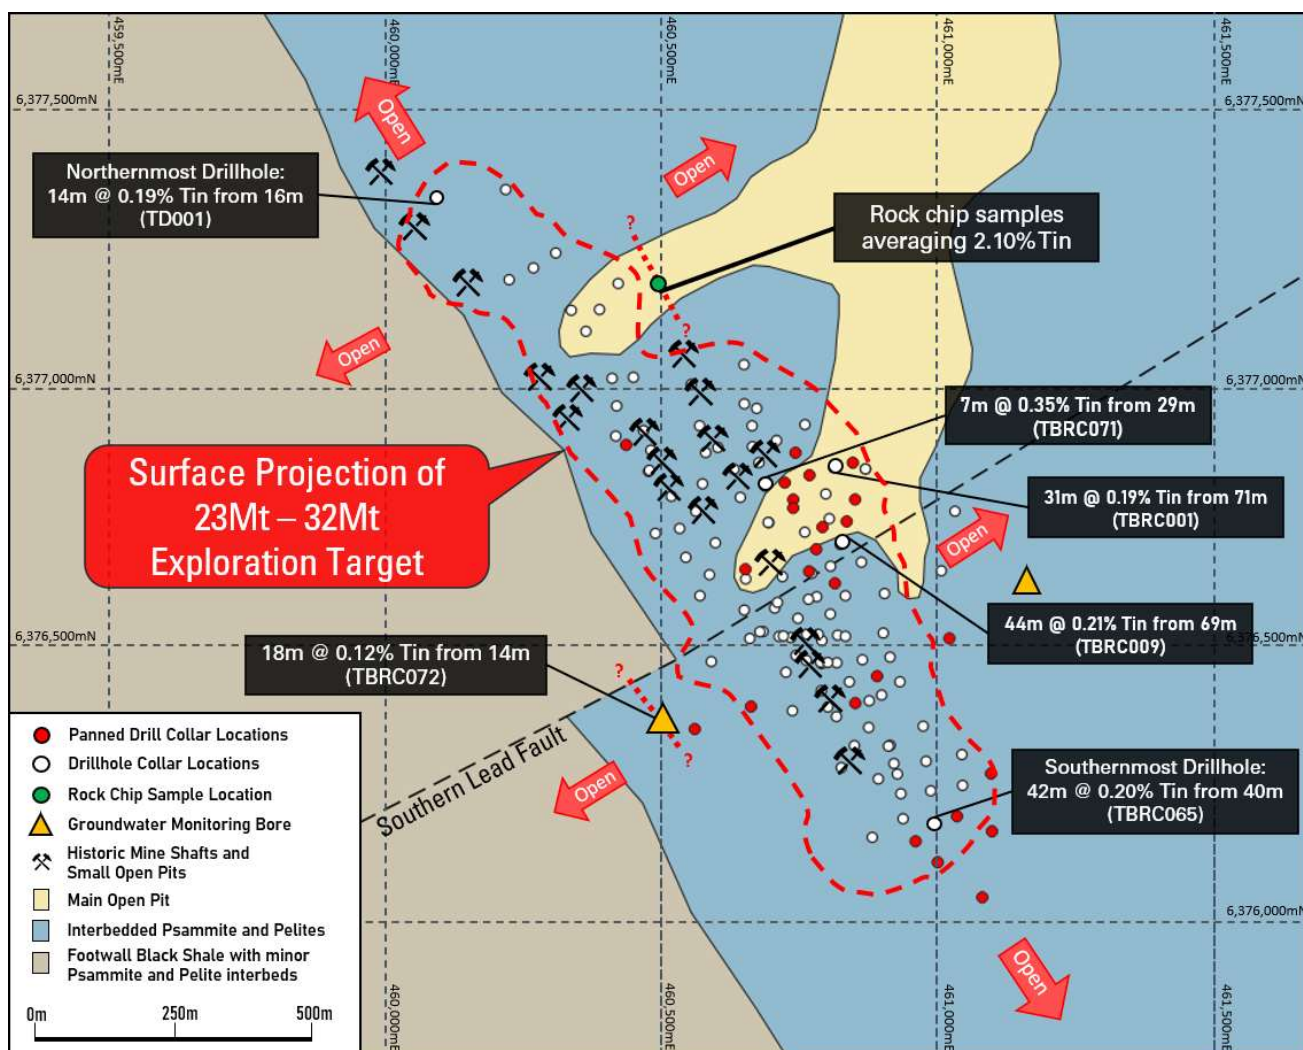 459,500mE
460,000mE
460,500mE
461,000mE
461,500mE
6,377,500mN
6,377,500mN
Open
Open
Northernmost Drillhole:
14m @ 0.19% Tin from 16m
(TD001)
Rock chip samples
averaging 2.10% Tin
?
?
Open
6,377,000mN
6,377,000mN
7m @ 0.35% Tin from 29m
(TBRC071)
Surface Projection of
23Mt – 32Mt
Exploration Target
31m @ 0.19% Tin from 71m
(TBRC001)
Open
44m @ 0.21% Tin from 69m
(TBRC009)
6,376,500mN
6,376,500mN
18m @ 0.12% Tin from 14m
(TBRC072)
?
?
Southern Lead Fault
Open
Southernmost Drillhole:
42m @ 0.20% Tin from 40m
(TBRC065)
6,376,000mN
Open
Panned Drill Collar Locations
Drillhole Collar Locations
Rock Chip Sample Location
Groundwater Monitoring Bore
Historic Mine Shafts and
Small Open Pits
Main Open Pit
Interbedded Psammite and Pelites
Footwall Black Shale with minor
Psammite and Pelite interbeds
0m 250m 500m
460,000mE
460,500mE
461,000mE
461,500mE